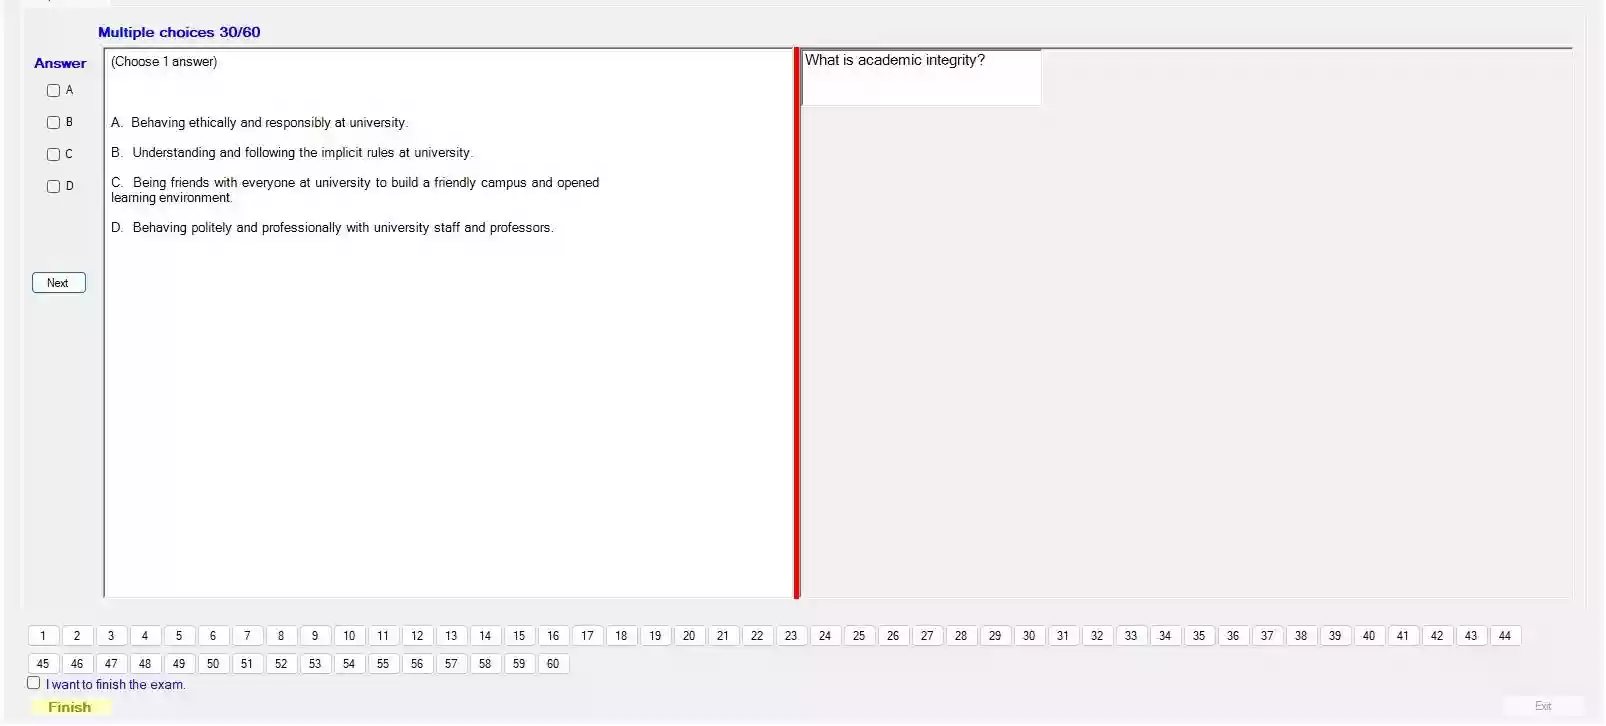 Multiple choices 30/60
Answer
A
B
C
D
Next
(Choose 1 answer)
A. Behaving ethically and responsibly at university.
B. Understanding and following the implicit rules at university.
C. Being friends with everyone at university to build a friendly campus and opened
learning environment.
D. Behaving politely and professionally with university staff and professors.
What is academic integrity?
1 2 3 4 5 6 7 8 9 10 11 12 13 14 15 16 17 18 19 20 21 22 23 24 25 26 27 28 29 30 31 32 33 34 35 36 37 38 39 40 41 42 43 44
45 46 47 48 49 50 51 52 53 54 55 56 57 58 59 60
I want to finish the exam.
Finish
Exit